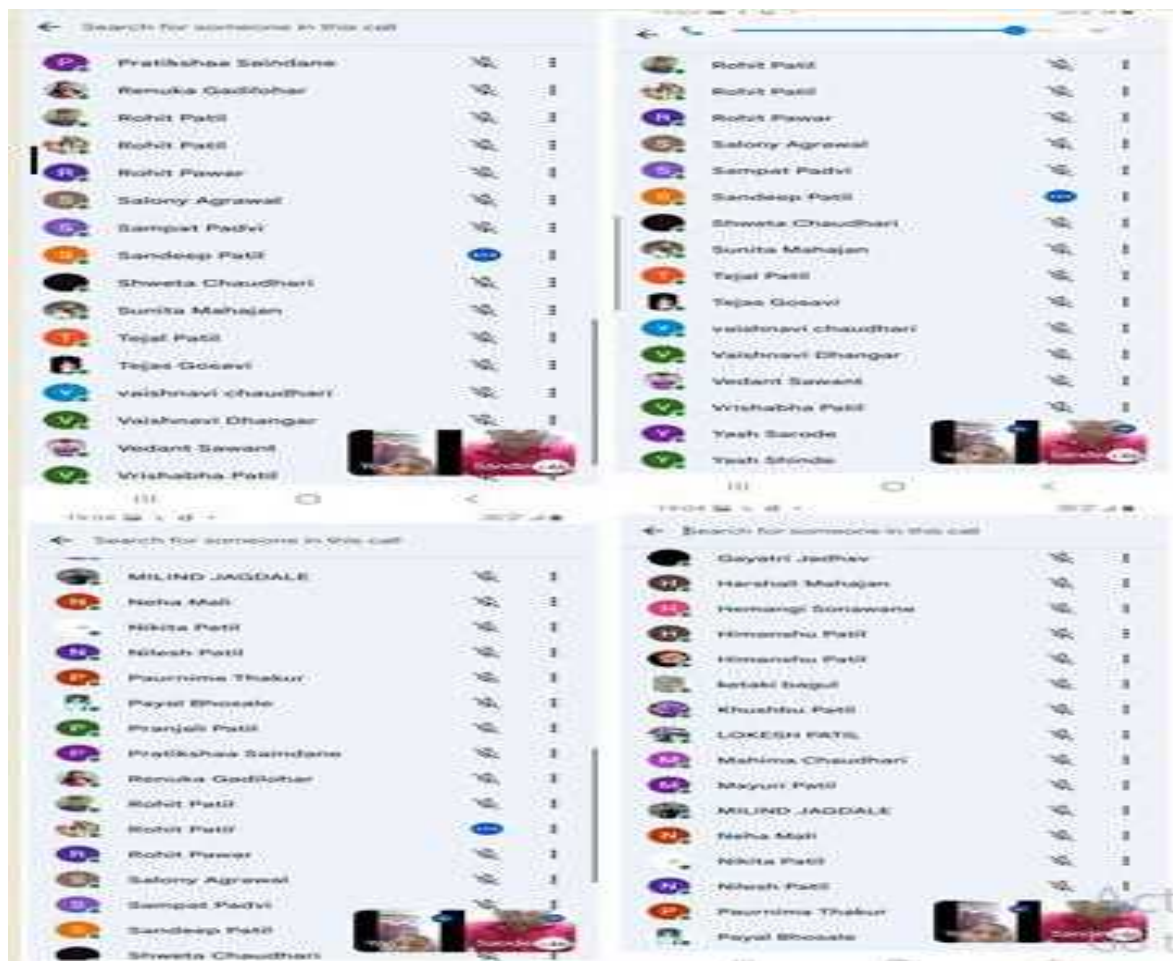 Search for someone in this call
Pratikshaa Saindane
Renuka Gadilohar
Rohit Patil
Rohit Patil
Rohit Pawar
Salony Agrawal
Sampat Padvi
Sandeep Patil
Shweta Chaudhari
Sunita Mahajan
Tejal Patil
Tejas Gosavi
vaishnavi chaudhari
Vaishnavi Dhangar
Vedant Sawant
Vrishabha Patil
Rohit Patil
Rohit Patil
Rohit Pawar
Salony Agrawal
Sampat Padvi
Sandeep Patil
Shweta Chaudhari
Sunita Mahajan
Tejal Patil
Tejas Gosavi
vaishnavi chaudhari
Vaishnavi Dhangar
Vedant Sawant
Vrishabha Patil
Yash Sarode
Yash Shinde
19:04
Search for someone in this call
MILIND JAGDALE
Neha Mali
Nikita Patil
Nilesh Patil
Paurnima Thakur
Payal Bhosale
Pranjali Patil
Pratikshaa Saindane
Renuka Gadilohar
Rohit Patil
Rohit Patil
Rohit Pawar
Salony Agrawal
Sampat Padvi
Sandeep Patil
Shweta Chaudhari
19:04
Search for someone in this call
Gayatri Jadhav
Harshali Mahajan
Hemangi Sonawane
Himanshu Patil
Himanshu Patil
ketaki bagul
Khushbu Patil
LOKESH PATIL
Mahima Chaudhari
Mayuri Patil
MILIND JAGDALE
Neha Mali
Nikita Patil
Nilesh Patil
Paurnima Thakur
Payal Bhosale